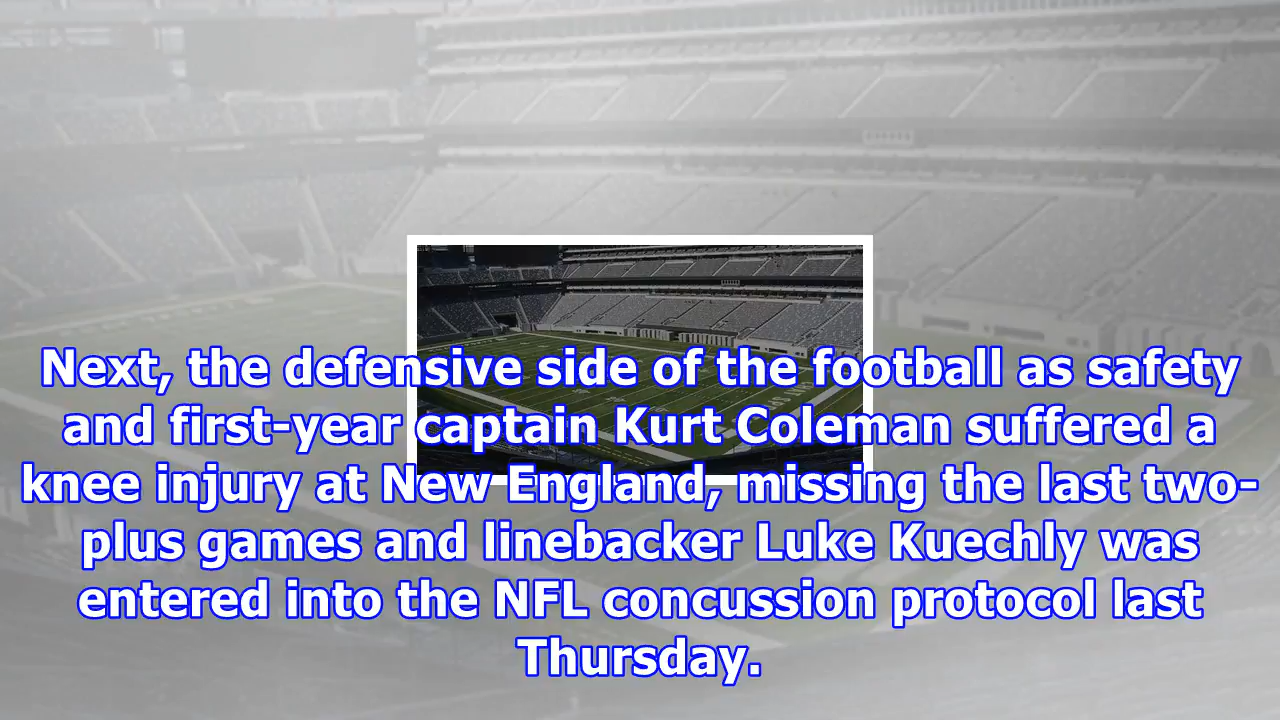 Next, the defensive side of the football as safety
and first-year captain Kurt Coleman suffered a
knee injury at New England, missing the last two-
plus games and linebacker Luke Kuechly was
entered into the NFL concussion protocol last
Thursday.